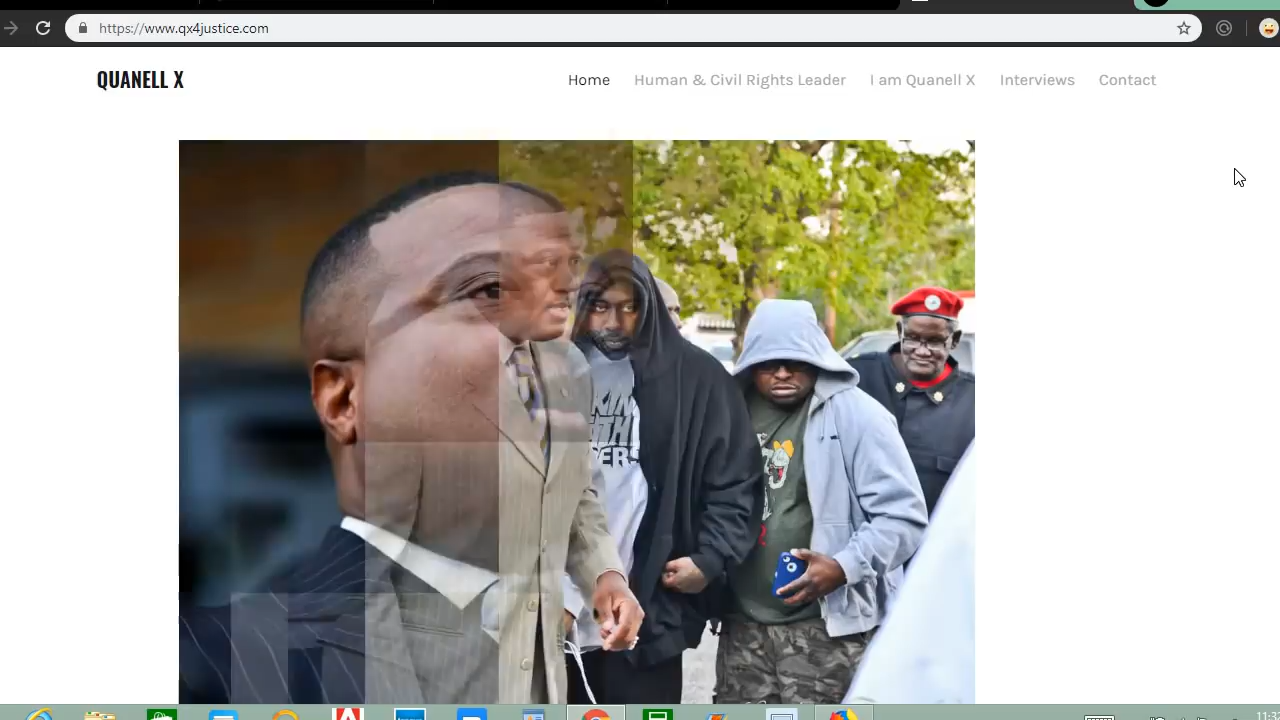 https://www.qx4justice.com
QUANELL X
Home Human & Civil Rights Leader I am Quanell X Interviews Contact